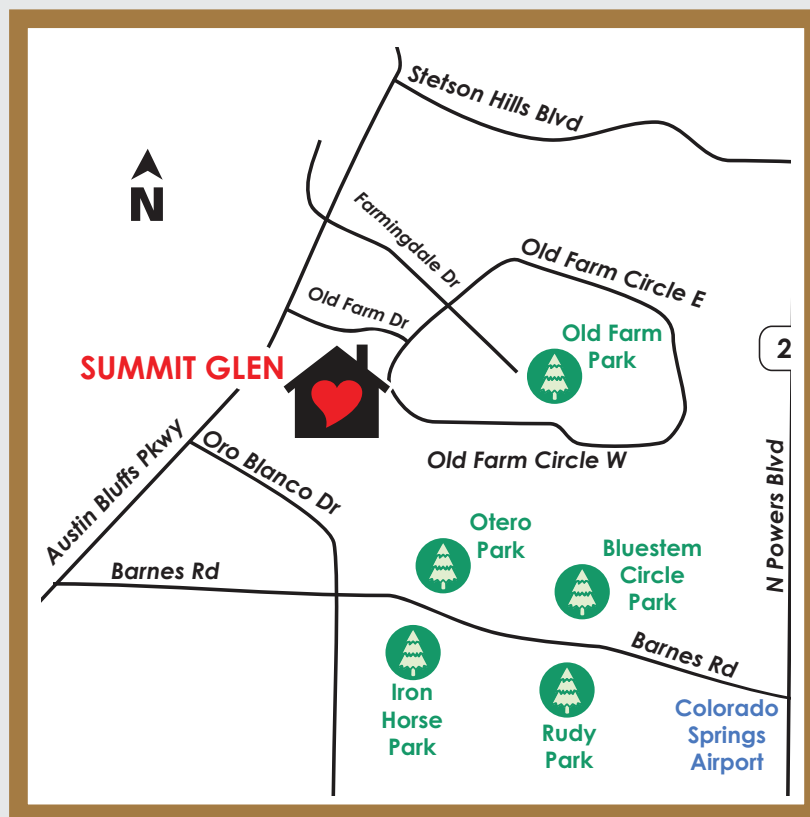 Stetson Hills Blvd
N
Farmingdale Dr
Old Farm Circle E
Old Farm Dr
Old Farm
Park
2
SUMMIT GLEN
Austin Bluffs Pkwy
Oro Blanco Dr
Old Farm Circle W
N Powers Blvd
Otero
Park
Bluestem
Circle
Park
Barnes Rd
Barnes Rd
Iron
Horse
Park
Rudy
Park
Colorado
Springs
Airport